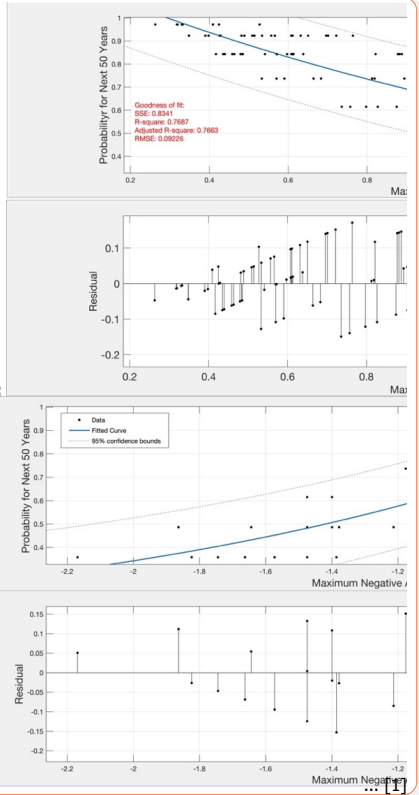 Probabilityr for Next 50 Years
1
0.9
0.8
0.7
0.6
0.5
0.4
Goodness of fit:
SSE: 0.8341
R-square: 0.7687
Adjusted R-square: 0.7663
RMSE: 0.09226
0.2 0.4 0.6 0.8
Max
Residual
0.1
0
-0.1
-0.2
0.2 0.4 0.6 0.8
Max
Probability for Next 50 Years
1
0.9
0.8
0.7
0.6
0.5
0.4
Data
Fitted Curve
95% confidence bounds
-2.2 -2 -1.8 -1.6 -1.4 -1.2
Maximum Negative A
Residual
0.15
0.1
0.05
0
-0.05
-0.1
-0.15
-0.2
-2.2 -2 -1.8 -1.6 -1.4 -1.2
Maximum Negative
... [1]